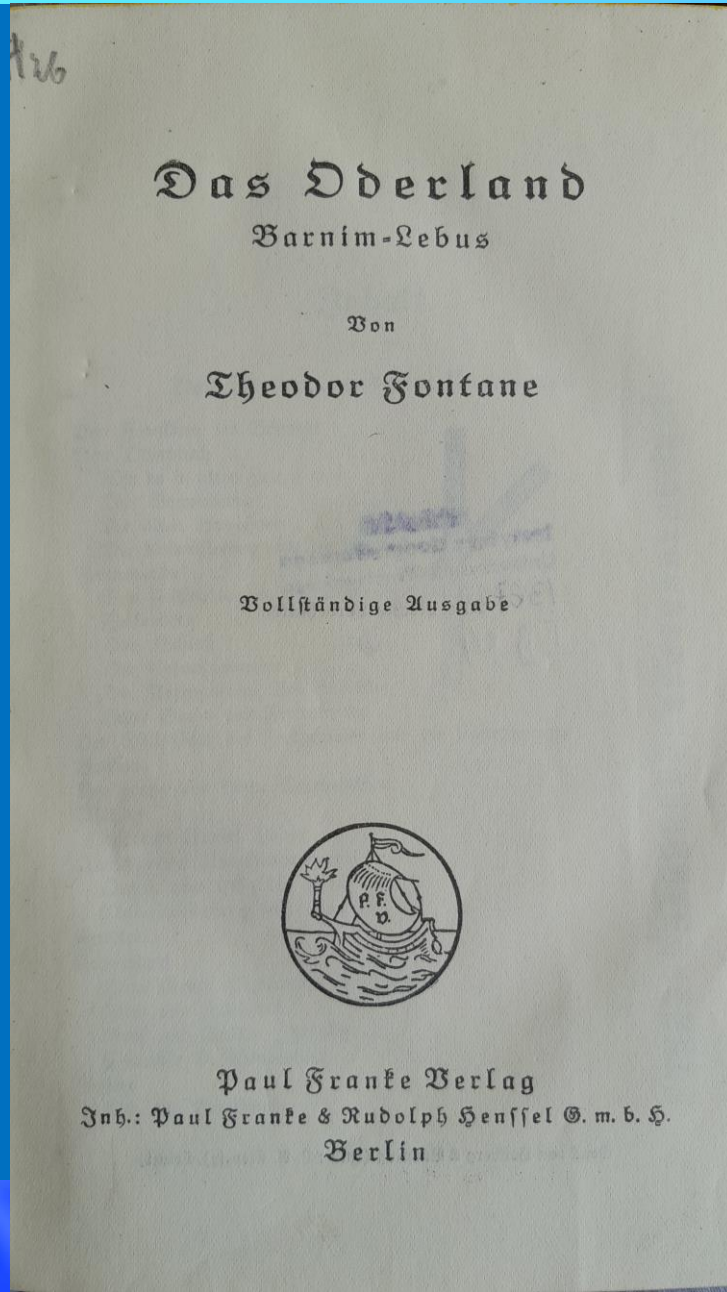 Das Oderland
Barnim-Lebus
Von
Theodor Fontane
Vollständige Ausgabe
P. F.
V.
Paul Franke Verlag
Inh.: Paul Franke & Rudolph Henssel G. m. b. H.
Berlin